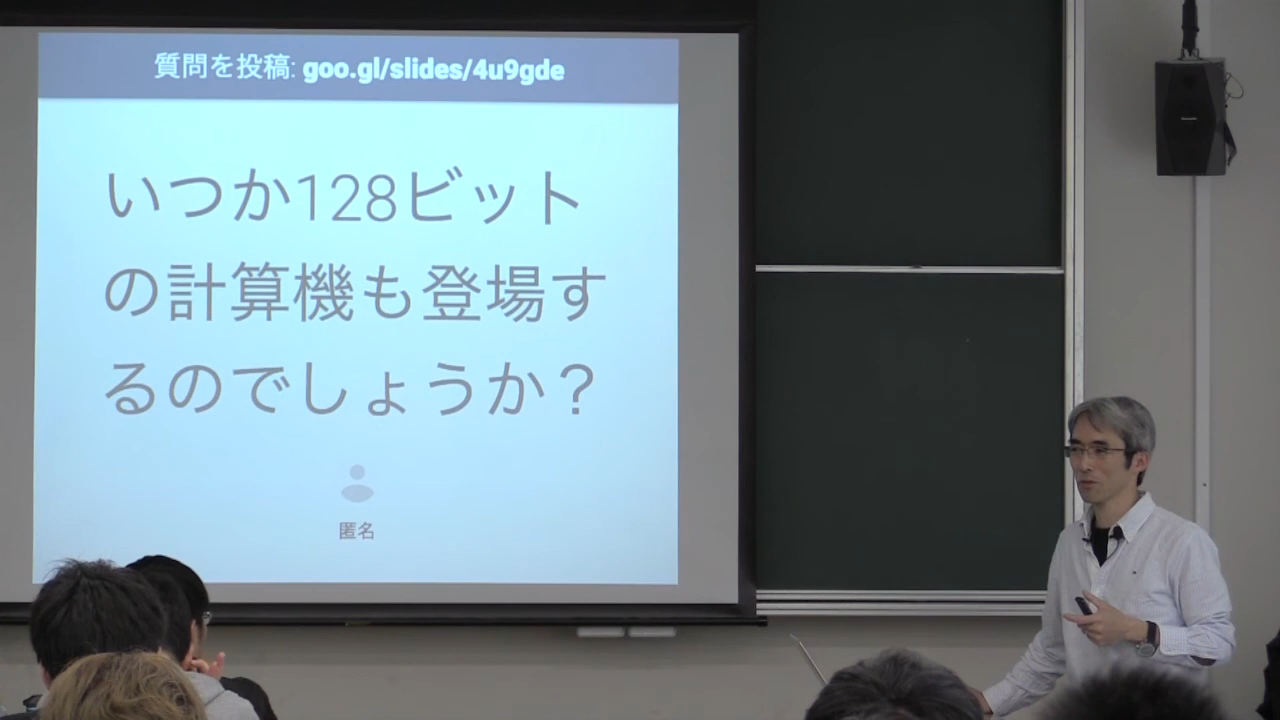 質問を投稿: goo.gl/slides/4u9gde
いつか128ビット
の計算機も登場す
るのでしょうか？
匿名
Panasonic